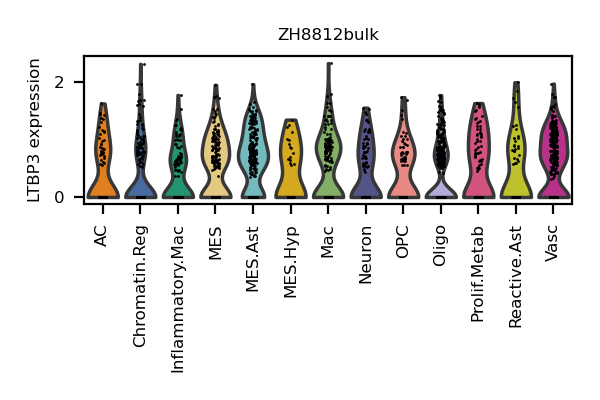 ZH8812bulk
LTBP3 expression
2
0
AC
Chromatin.Reg
Inflammatory.Mac
MES
MES.Ast
MES.Hyp
Mac
Neuron
OPC
Oligo
Prolif.Metab
Reactive.Ast
Vasc